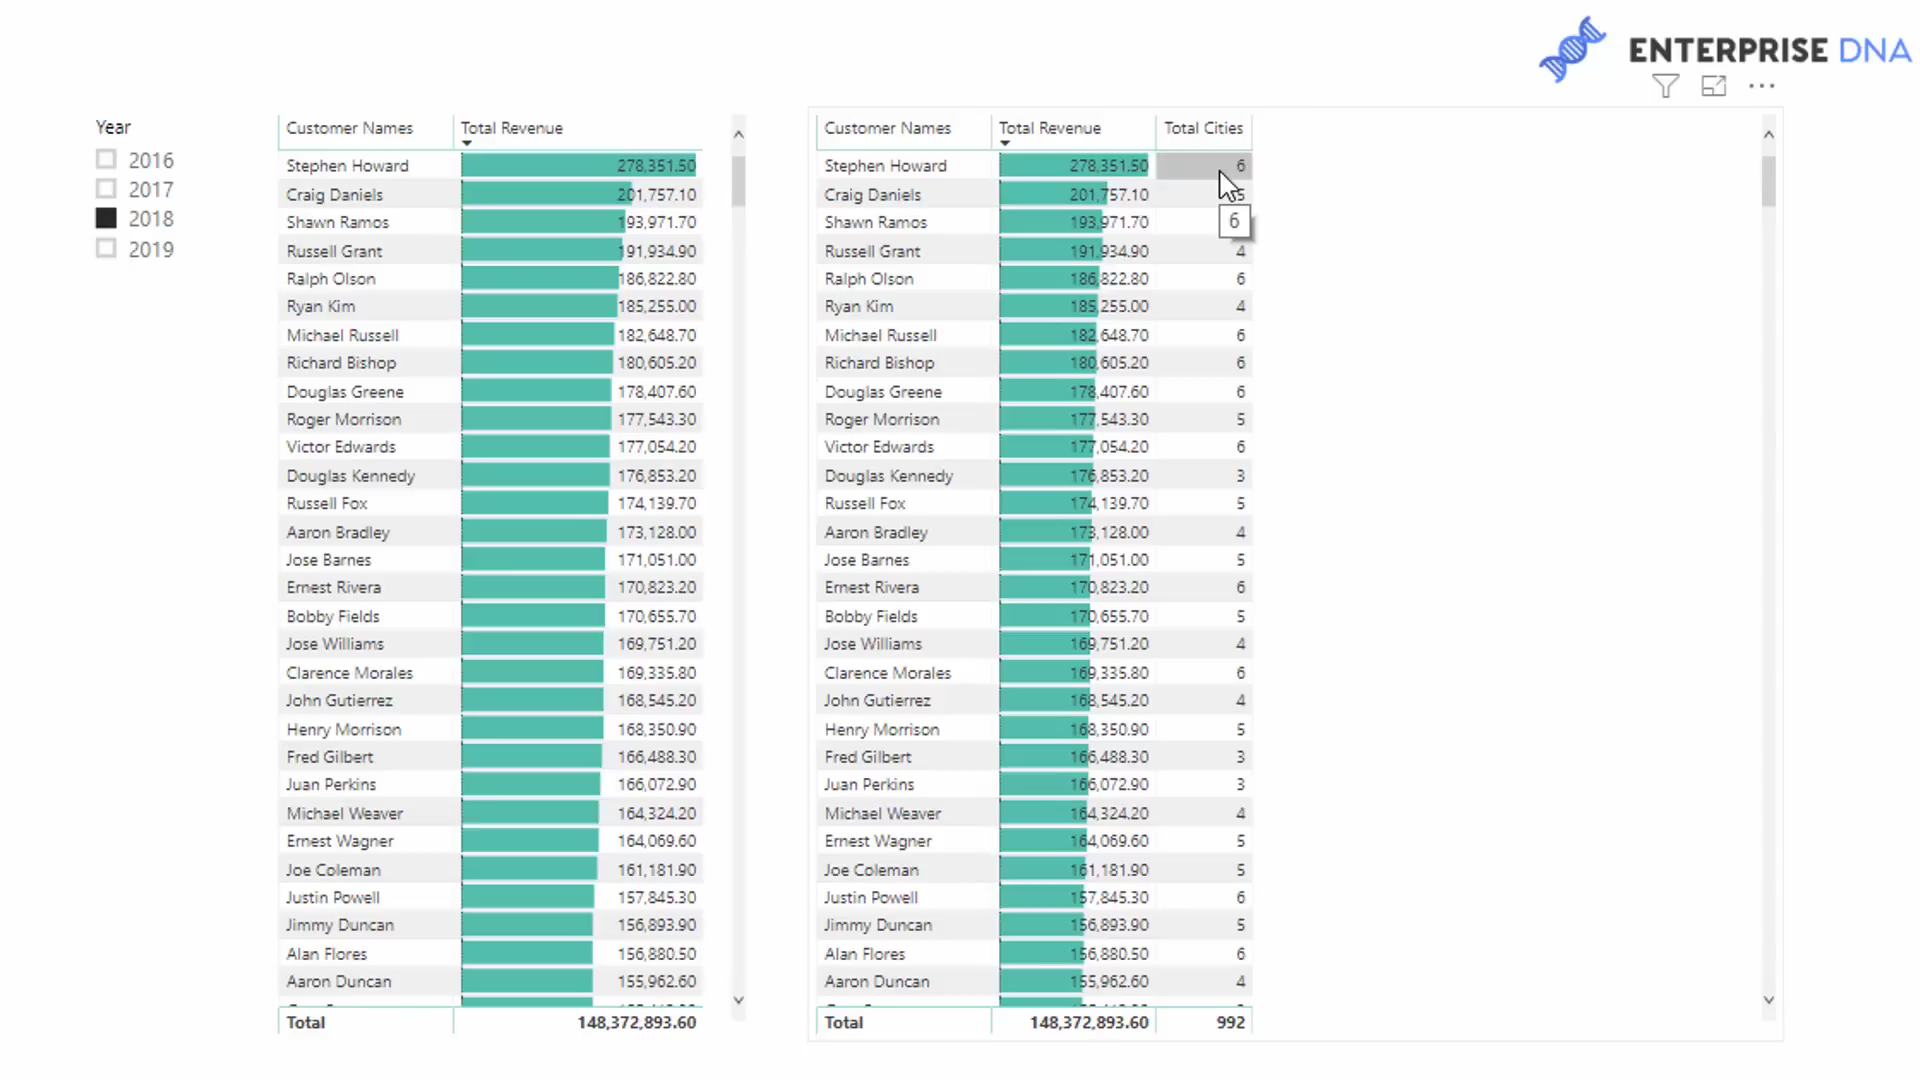 ENTERPRISE DNA
Year
2016
2017
2018
2019
Customer Names Total Revenue
Stephen Howard 278,351.50
Craig Daniels 201,757.10
Shawn Ramos 193,971.70
Russell Grant 191,934.90
Ralph Olson 186,822.80
Ryan Kim 185,255.00
Michael Russell 182,648.70
Richard Bishop 180,605.20
Douglas Greene 178,407.60
Roger Morrison 177,543.30
Victor Edwards 177,054.20
Douglas Kennedy 176,853.20
Russell Fox 174,139.70
Aaron Bradley 173,128.00
Jose Barnes 171,051.00
Ernest Rivera 170,823.20
Bobby Fields 170,655.70
Jose Williams 169,751.20
Clarence Morales 169,335.80
John Gutierrez 168,545.20
Henry Morrison 168,350.90
Fred Gilbert 166,488.30
Juan Perkins 166,072.90
Michael Weaver 164,324.20
Ernest Wagner 164,069.60
Joe Coleman 161,181.90
Justin Powell 157,845.30
Jimmy Duncan 156,893.90
Alan Flores 156,880.50
Aaron Duncan 155,962.60
Total 148,372,893.60
Customer Names Total Revenue Total Cities
Stephen Howard 278,351.50 6
Craig Daniels 201,757.10 5
Shawn Ramos 193,971.70
6
Russell Grant 191,934.90 4
Ralph Olson 186,822.80 6
Ryan Kim 185,255.00 4
Michael Russell 182,648.70 6
Richard Bishop 180,605.20 6
Douglas Greene 178,407.60 6
Roger Morrison 177,543.30 5
Victor Edwards 177,054.20 6
Douglas Kennedy 176,853.20 3
Russell Fox 174,139.70 5
Aaron Bradley 173,128.00 4
Jose Barnes 171,051.00 5
Ernest Rivera 170,823.20 6
Bobby Fields 170,655.70 5
Jose Williams 169,751.20 4
Clarence Morales 169,335.80 6
John Gutierrez 168,545.20 4
Henry Morrison 168,350.90 5
Fred Gilbert 166,488.30 3
Juan Perkins 166,072.90 3
Michael Weaver 164,324.20 4
Ernest Wagner 164,069.60 5
Joe Coleman 161,181.90 5
Justin Powell 157,845.30 6
Jimmy Duncan 156,893.90 5
Alan Flores 156,880.50 6
Aaron Duncan 155,962.60 4
Total 148,372,893.60 992